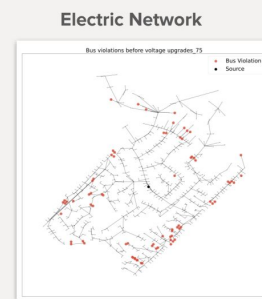 Electric Network
Bus violations before voltage upgrades_75
Bus Violation
Source